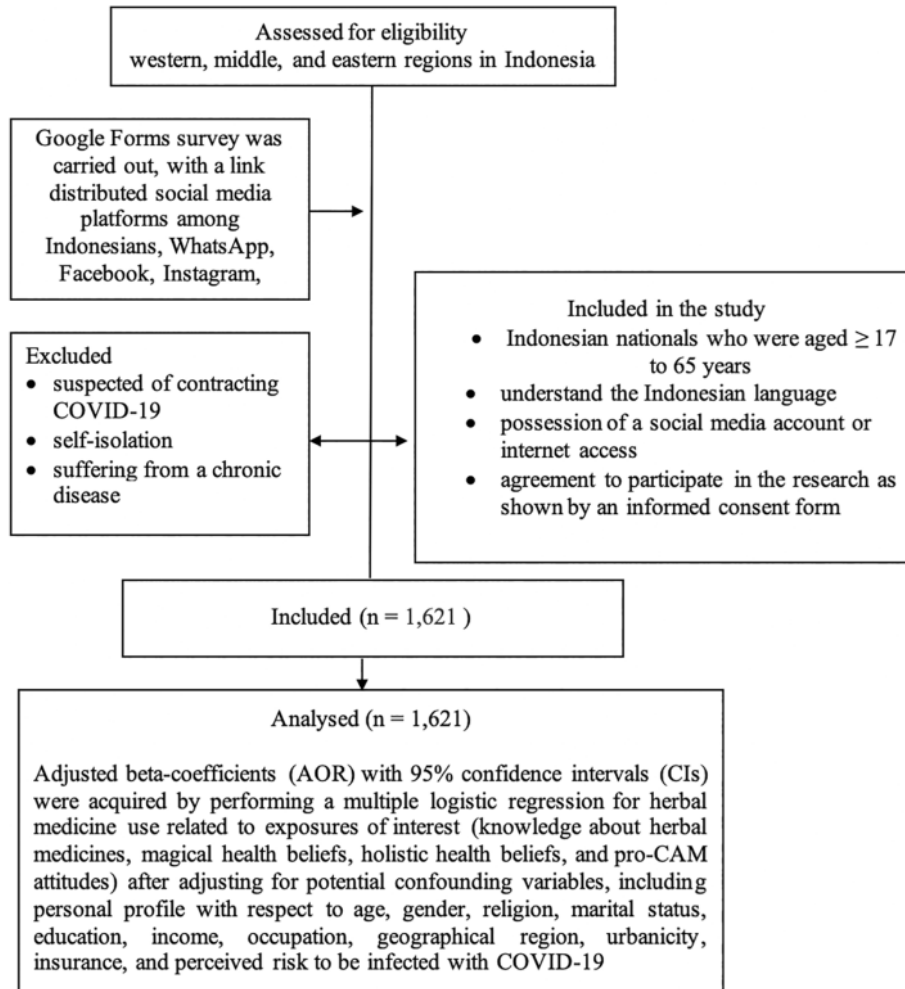 Assessed for eligibility
western, middle, and eastern regions in Indonesia
Google Forms survey was
carried out, with a link
distributed social media
platforms among
Indonesians, WhatsApp,
Facebook, Instagram,
Included in the study
• Indonesian nationals who were aged ≥ 17
to 65 years
• understand the Indonesian language
• possession of a social media account or
internet access
• agreement to participate in the research as
shown by an informed consent form
Excluded
• suspected of contracting
COVID-19
• self-isolation
• suffering from a chronic
disease
Included (n = 1,621 )
Analysed (n = 1,621)
Adjusted beta-coefficients (AOR) with 95% confidence intervals (CIs)
were acquired by performing a multiple logistic regression for herbal
medicine use related to exposures of interest (knowledge about herbal
medicines, magical health beliefs, holistic health beliefs, and pro-CAM
attitudes) after adjusting for potential confounding variables, including
personal profile with respect to age, gender, religion, marital status,
education, income, occupation, geographical region, urbanicity,
insurance, and perceived risk to be infected with COVID-19